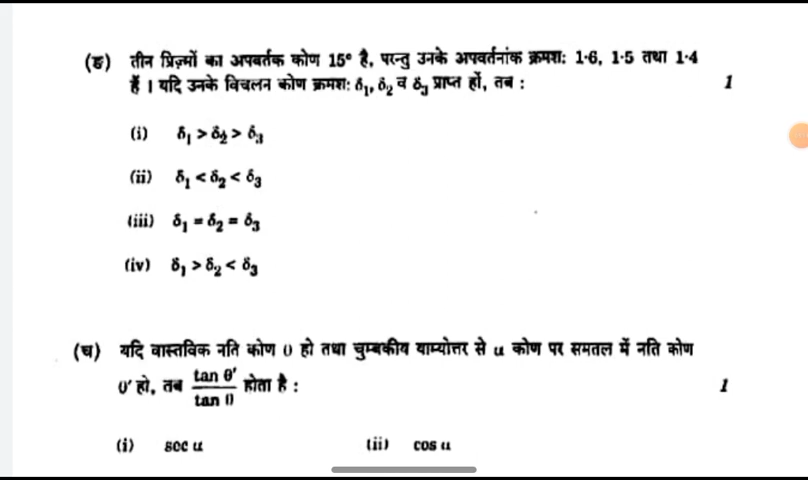 (ङ) तीन प्रिज़्मों का अपवर्तक कोण 15° है, परन्तु उनके अपवर्तनांक क्रमशः 1·6, 1·5 तथा 1·4
हैं । यदि उनके विचलन कोण क्रमशः δ₁, δ₂ व δ₃ प्राप्त हों, तब : 1
(i) δ₁ > δ₂ > δ₃
(ii) δ₁ < δ₂ < δ₃
(iii) δ₁ = δ₂ = δ₃
(iv) δ₁ > δ₂ < δ₃
(च) यदि वास्तविक नति कोण θ हो तथा चुम्बकीय याम्योत्तर से α कोण पर समतल में नति कोण
θ′ हो, तब tan θ′ / tan θ होता है : 1
(i) sec α (ii) cos α